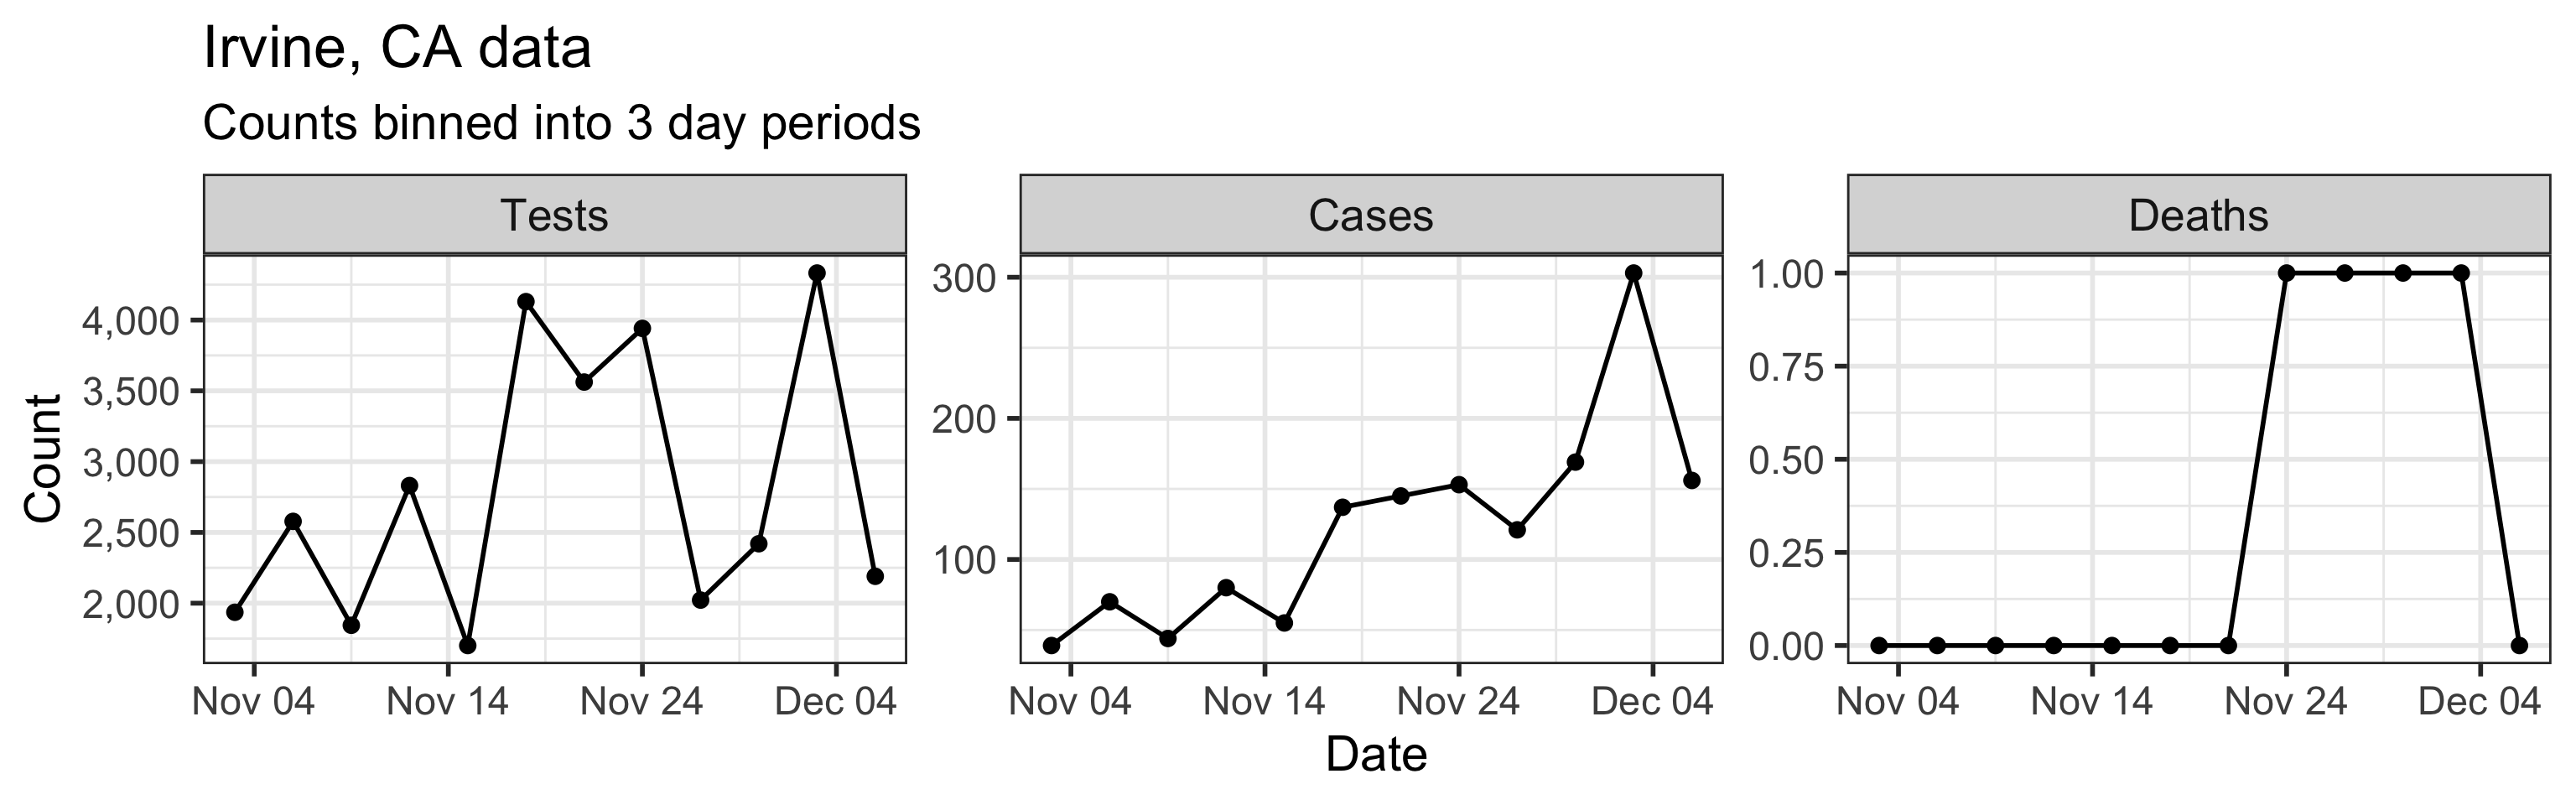 Irvine, CA data
Counts binned into 3 day periods
Tests
Cases
Deaths
Count
4,000
3,500
3,000
2,500
2,000
300
200
100
1.00
0.75
0.50
0.25
0.00
Nov 04 Nov 14 Nov 24 Dec 04
Nov 04 Nov 14 Nov 24 Dec 04
Nov 04 Nov 14 Nov 24 Dec 04
Date